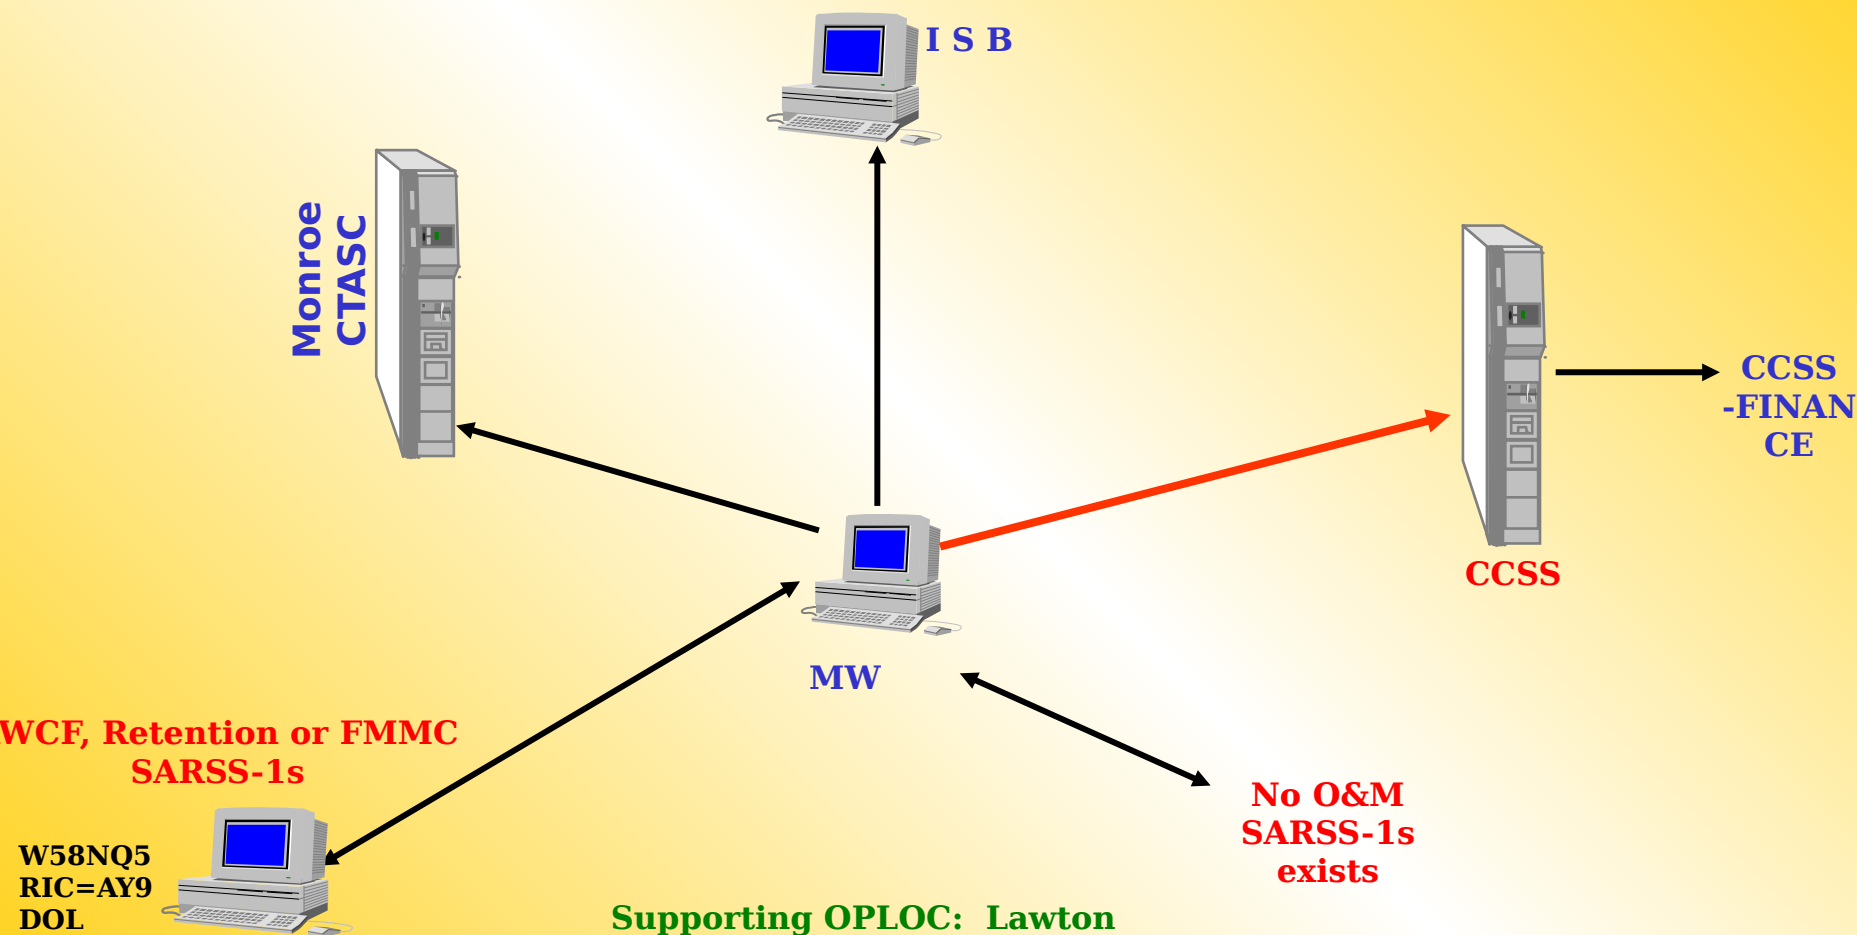 I S B
Monroe
CTASC
CCSS
-FINAN
CE
CCSS
MW
WCF, Retention or FMMC
SARSS-1s
No O&M
SARSS-1s
exists
W58NQ5
RIC=AY9
DOL
Supporting OPLOC: Lawton